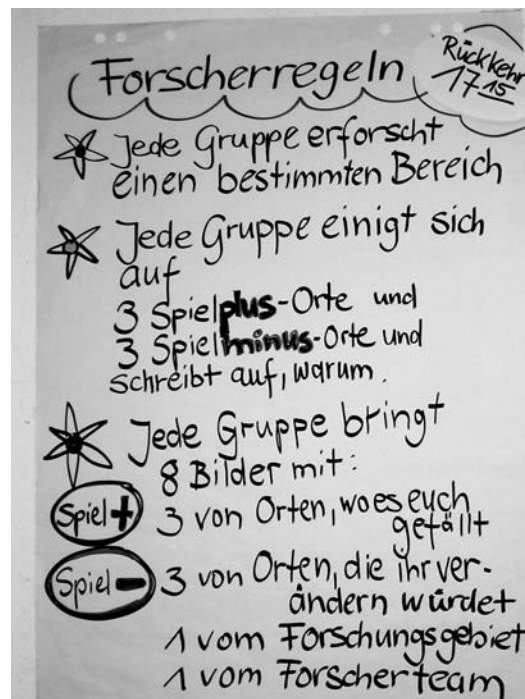 Forscherregeln
Rückkehr
17 15
Jede Gruppe erforscht
einen bestimmten Bereich
Jede Gruppe einigt sich
auf
3 Spielplus-Orte und
3 Spielminus-Orte und
schreibt auf, warum.
Jede Gruppe bringt
8 Bilder mit:
Spiel + 3 von Orten, wo es euch
gefällt
Spiel - 3 von Orten, die ihr ver-
ändern würdet
1 vom Forschungsgebiet
1 vom Forscherteam